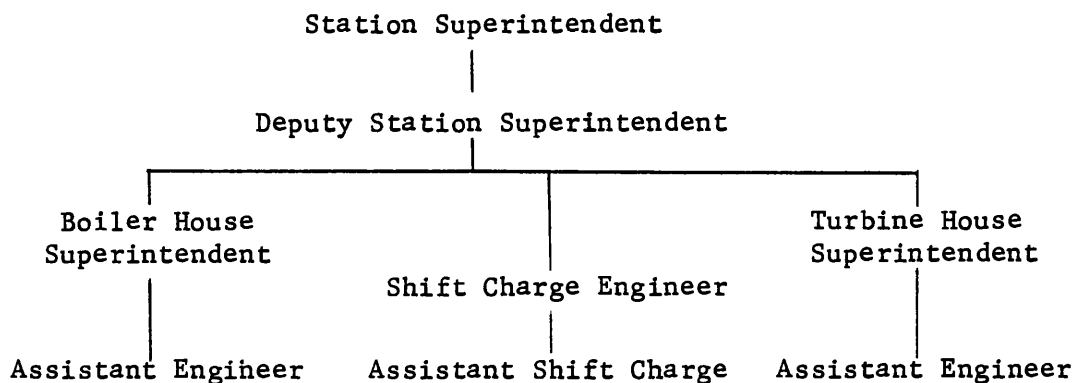 Station Superintendent
Deputy Station Superintendent
Boiler House
Superintendent
Turbine House
Superintendent
Shift Charge Engineer
Assistant Engiheer
Assistant Shift Charge
Assistant Engineer